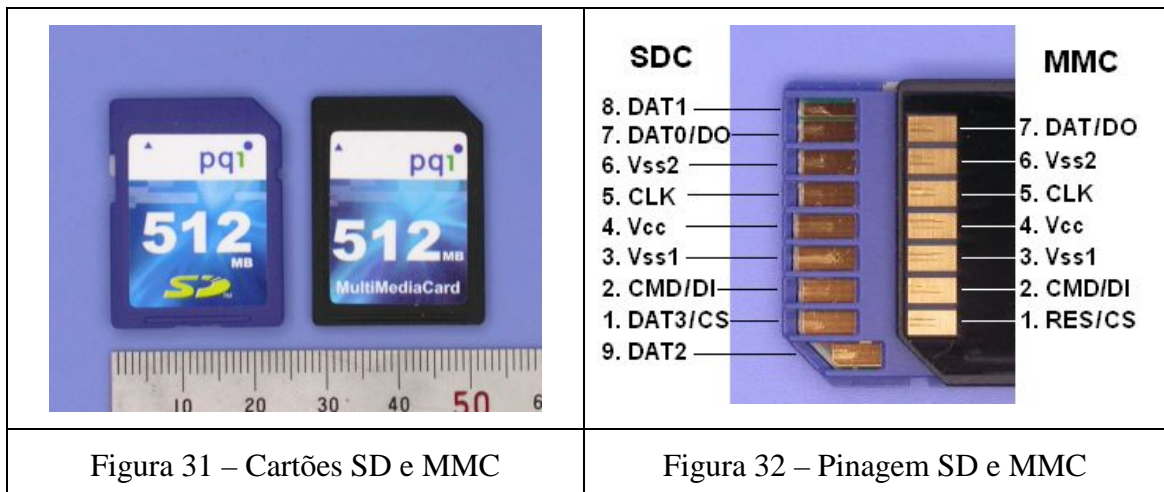 pqi
512
MB
SD
TM
pqi
512
MB
MultiMediaCard
10 20 30 40 50 6
Figura 31 – Cartões SD e MMC
SDC
8. DAT1
7. DAT0/DO
6. Vss2
5. CLK
4. Vcc
3. Vss1
2. CMD/DI
1. DAT3/CS
9. DAT2
MMC
7. DAT/DO
6. Vss2
5. CLK
4. Vcc
3. Vss1
2. CMD/DI
1. RES/CS
Figura 32 – Pinagem SD e MMC